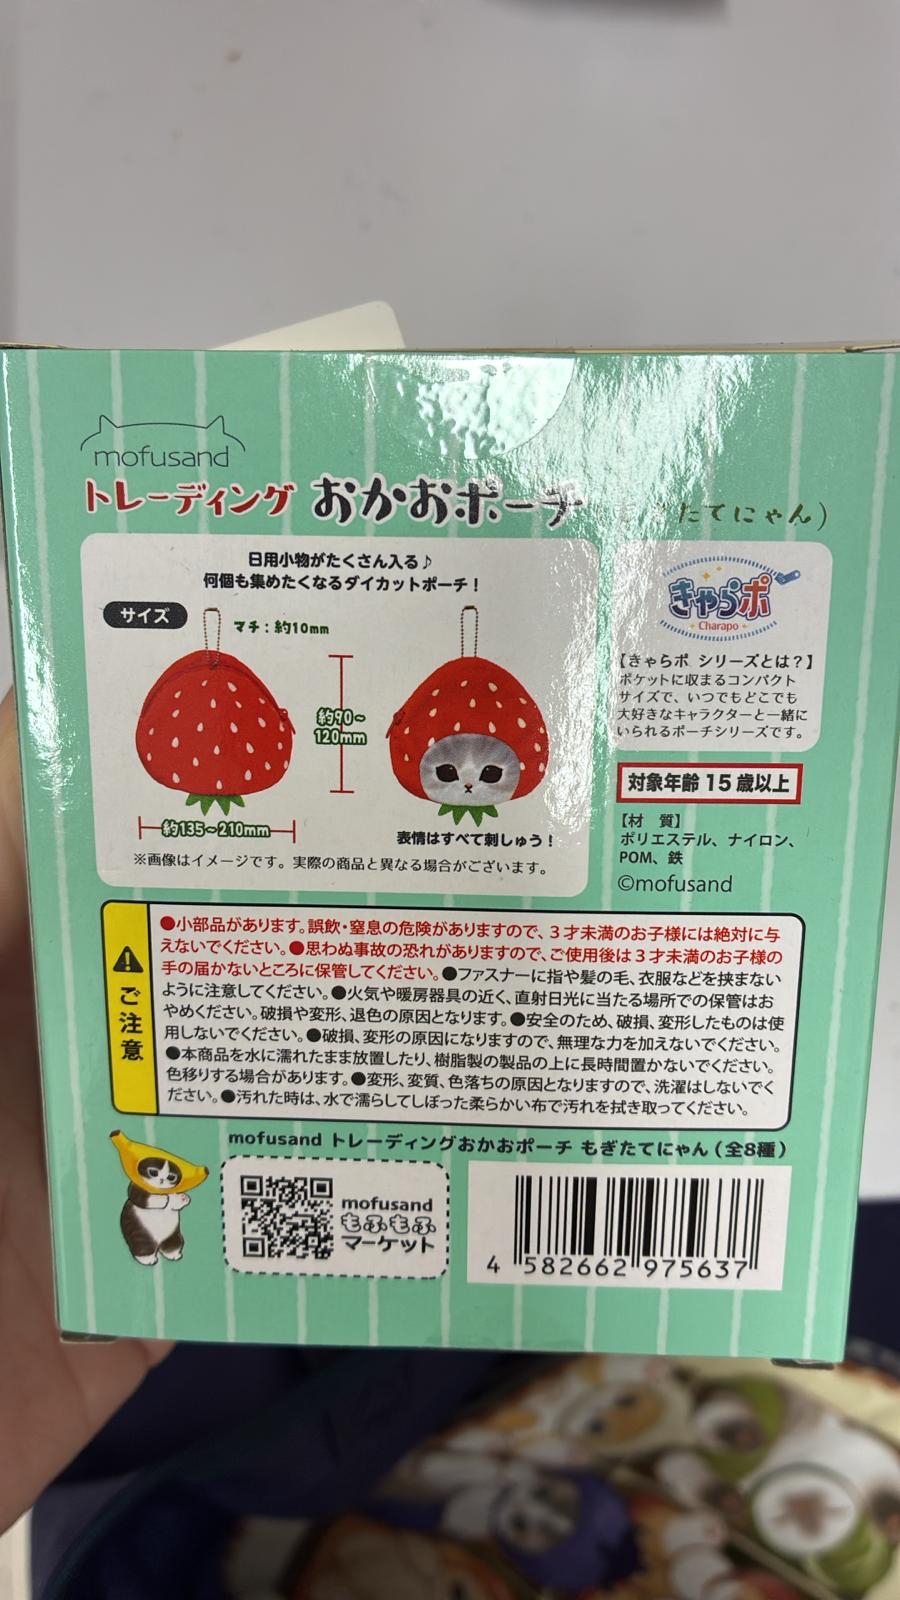 mofusand
トレーディング おかおポーチ たてにゃん)
日用小物がたくさん入る♪
何個も集めたくなるダイカットポーチ!
サイズ
マチ:約10mm
約90~
120mm
約135~210mm
表情はすべて刺しゅう!
※画像はイメージです。実際の商品と異なる場合がございます。
きゃらポ
Charapo
【きゃらポ シリーズとは?】
ポケットに収まるコンパクト
サイズで、いつでもどこでも
大好きなキャラクターと一緒に
いられるポーチシリーズです。
対象年齢 15 歳以上
【材 質】
ポリエステル、ナイロン、
POM、鉄
©mofusand
ご注意
●小部品があります。誤飲・窒息の危険がありますので、3才未満のお子様には絶対に与
えないでください。●思わぬ事故の恐れがありますので、ご使用後は3才未満のお子様の
手の届かないところに保管してください。●ファスナーに指や髪の毛、衣服などを挟まない
ように注意してください。●火気や暖房器具の近く、直射日光に当たる場所での保管はお
やめください。破損や変形、退色の原因となります。●安全のため、破損、変形したものは使
用しないでください。●破損、変形の原因になりますので、無理な力を加えないでください。
●本商品を水に濡れたまま放置したり、樹脂製の製品の上に長時間置かないでください。
色移りする場合があります。●変形、変質、色落ちの原因となりますので、洗濯はしないでく
ださい。●汚れた時は、水で濡らしてしぼった柔らかい布で汚れを拭き取ってください。
mofusand トレーディングおかおポーチ もぎたてにゃん(全8種)
mofusand
もふもふ
マーケット
4 582662 975637